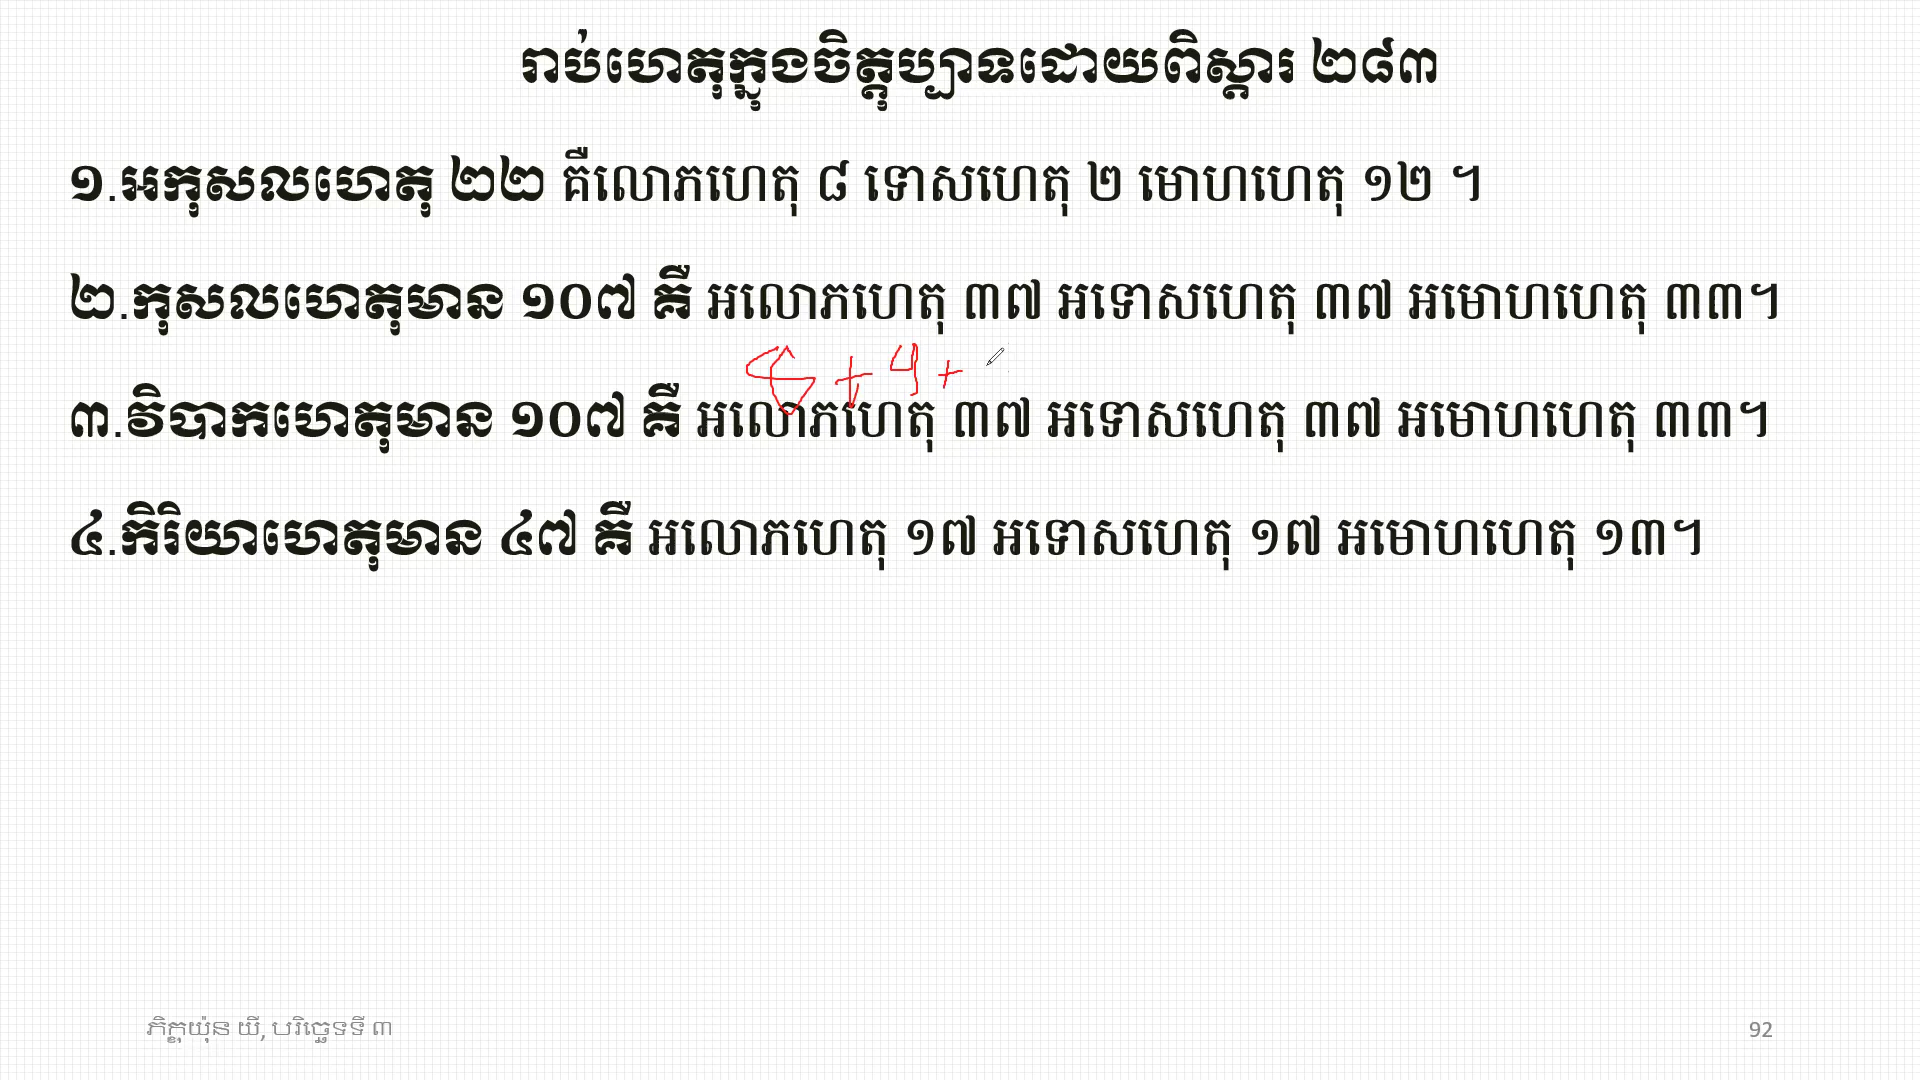 រាប់ហេតុក្នុងចិត្តុប្បាទដោយពិស្តារ ២៨៣
១.អកុសលហេតុ ២២ គឺលោភហេតុ ៨ ទោសហេតុ ២ មោហហេតុ ១២ ។
២.កុសលហេតុមាន ១០៧ គឺ អលោភហេតុ ៣៧ អទោសហេតុ ៣៧ អមោហហេតុ ៣៣។
8 + 4 +
៣.វិបាកហេតុមាន ១០៧ គឺ អលោភហេតុ ៣៧ អទោសហេតុ ៣៧ អមោហហេតុ ៣៣។
៤.កិរិយាហេតុមាន ៤៧ គឺ អលោភហេតុ ១៧ អទោសហេតុ ១៧ អមោហហេតុ ១៣។
ភិក្ខុយ៉ុន យី, បរិច្ឆេទទី ៣
92